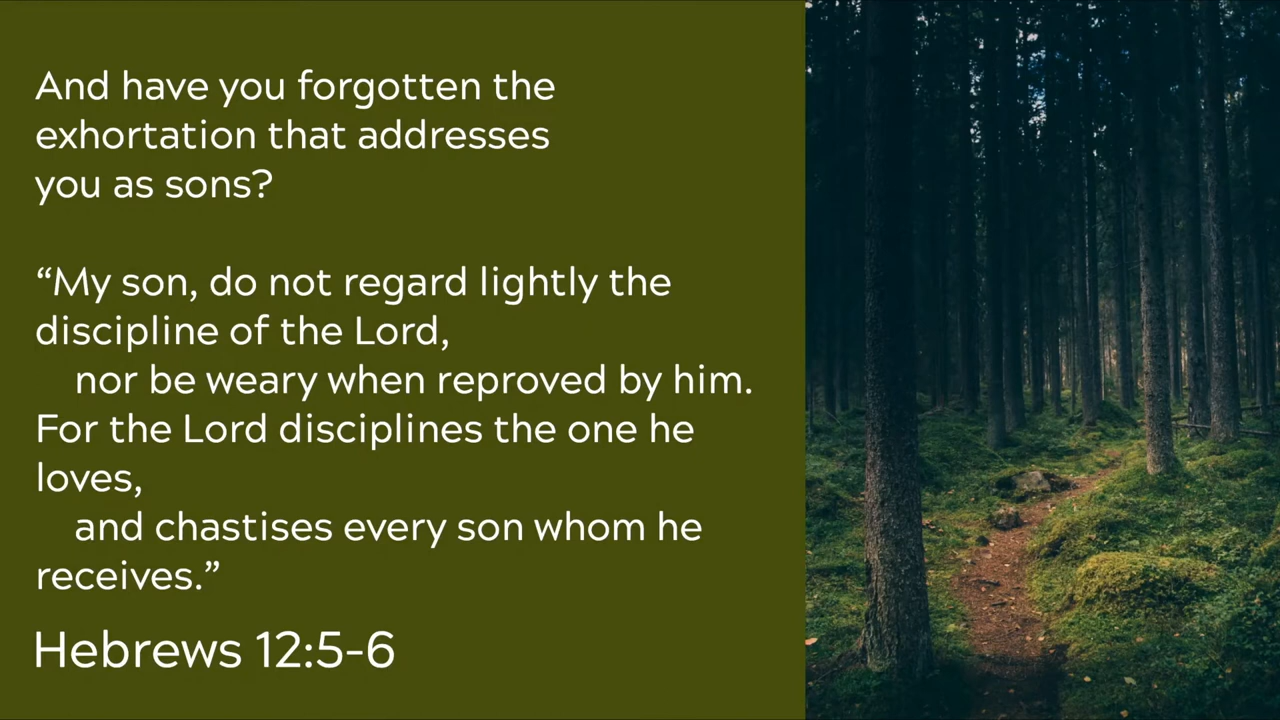 And have you forgotten the
exhortation that addresses
you as sons?
“My son, do not regard lightly the
discipline of the Lord,
nor be weary when reproved by him.
For the Lord disciplines the one he
loves,
and chastises every son whom he
receives.”
Hebrews 12:5-6